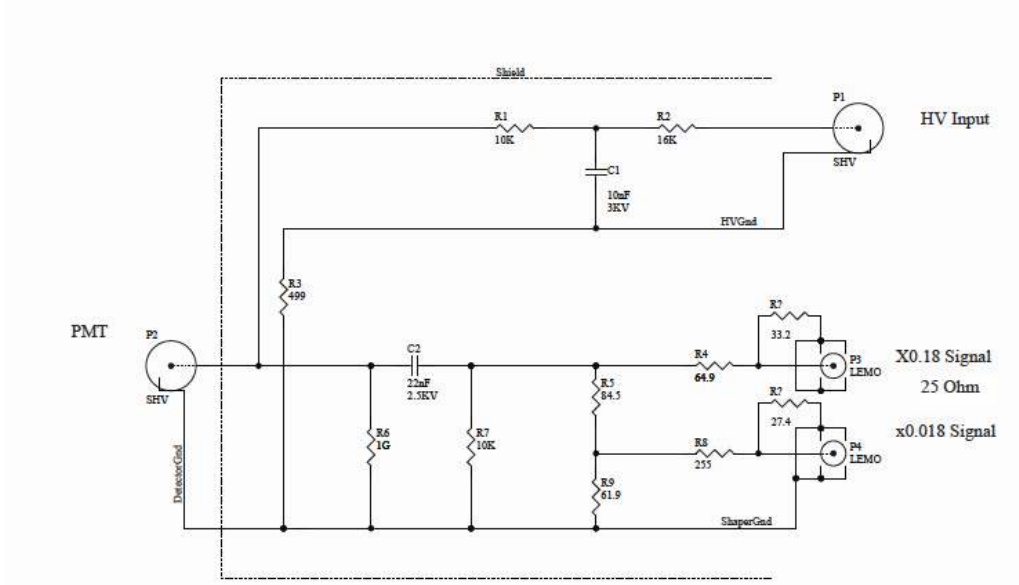 Shield
P1
HV Input
SHV
R1
10K
R2
16K
C1
10nF
3KV
HVGnd
R3
499
PMT
P2
SHV
DetectorGnd
C2
22nF
2.5KV
R6
1G
R7
10K
R5
84.5
R9
61.9
R4
64.9
R?
33.2
P3
LEMO
X0.18 Signal
25 Ohm
R8
255
R?
27.4
P4
LEMO
x0.018 Signal
ShaperGnd